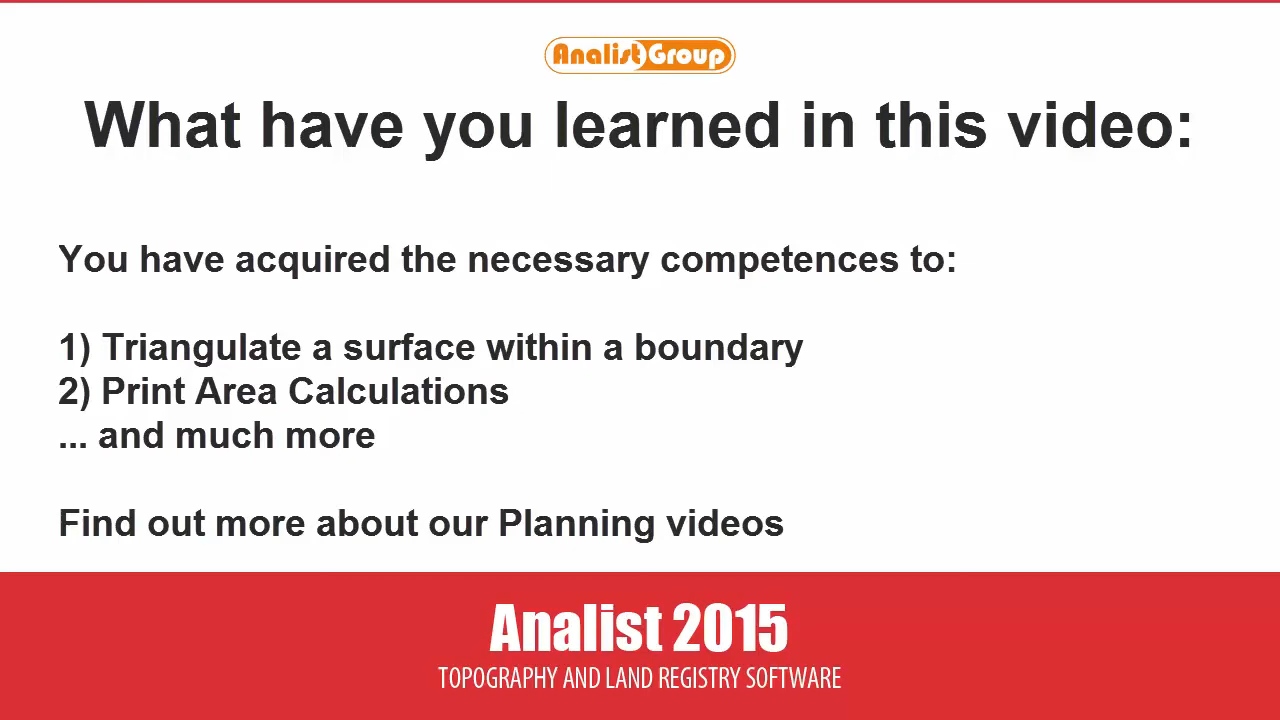 AnalistGroup
What have you learned in this video:
You have acquired the necessary competences to:
1) Triangulate a surface within a boundary
2) Print Area Calculations
... and much more
Find out more about our Planning videos
Analist 2015
TOPOGRAPHY AND LAND REGISTRY SOFTWARE